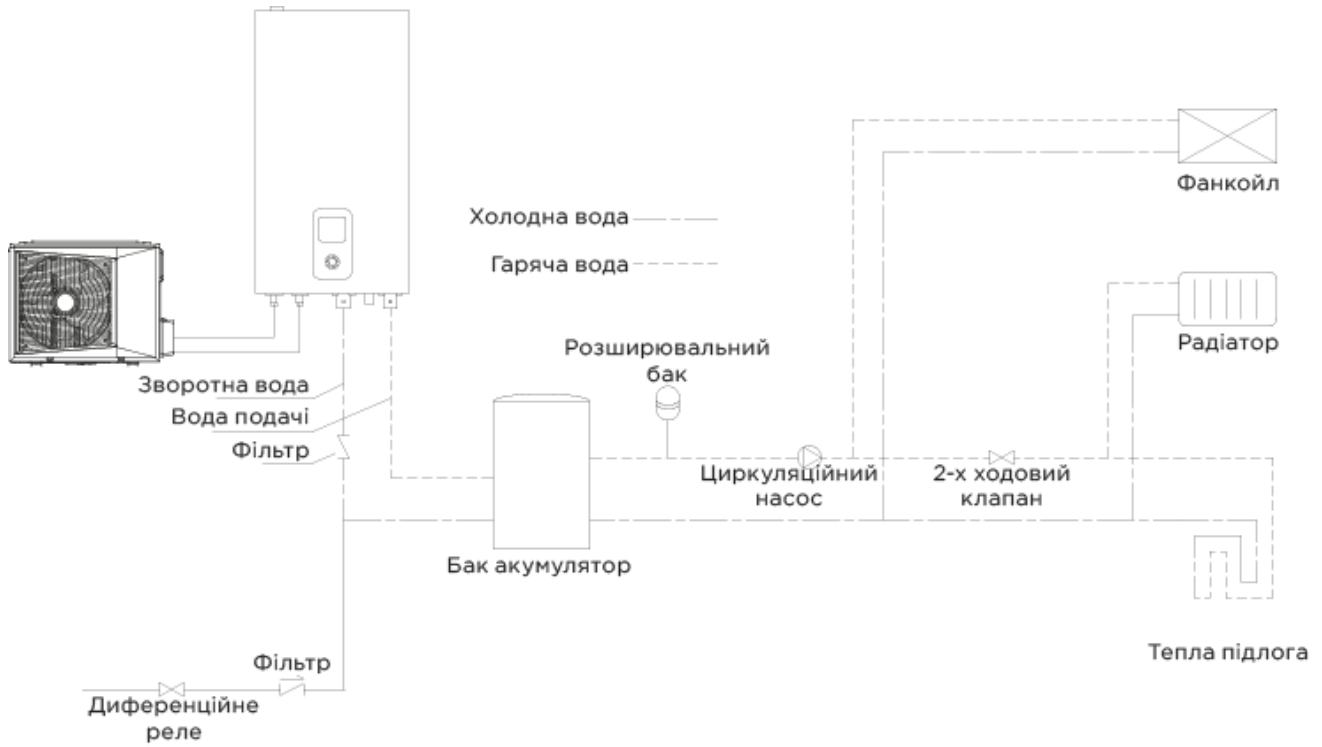 Фанкойл
Холодна вода
Гаряча вода
Радіатор
Розширювальний
бак
Зворотна вода
Вода подачі
Фільтр
Циркуляційний
насос
2-х ходовий
клапан
Бак акумулятор
Тепла підлога
Фільтр
Диференційне
реле